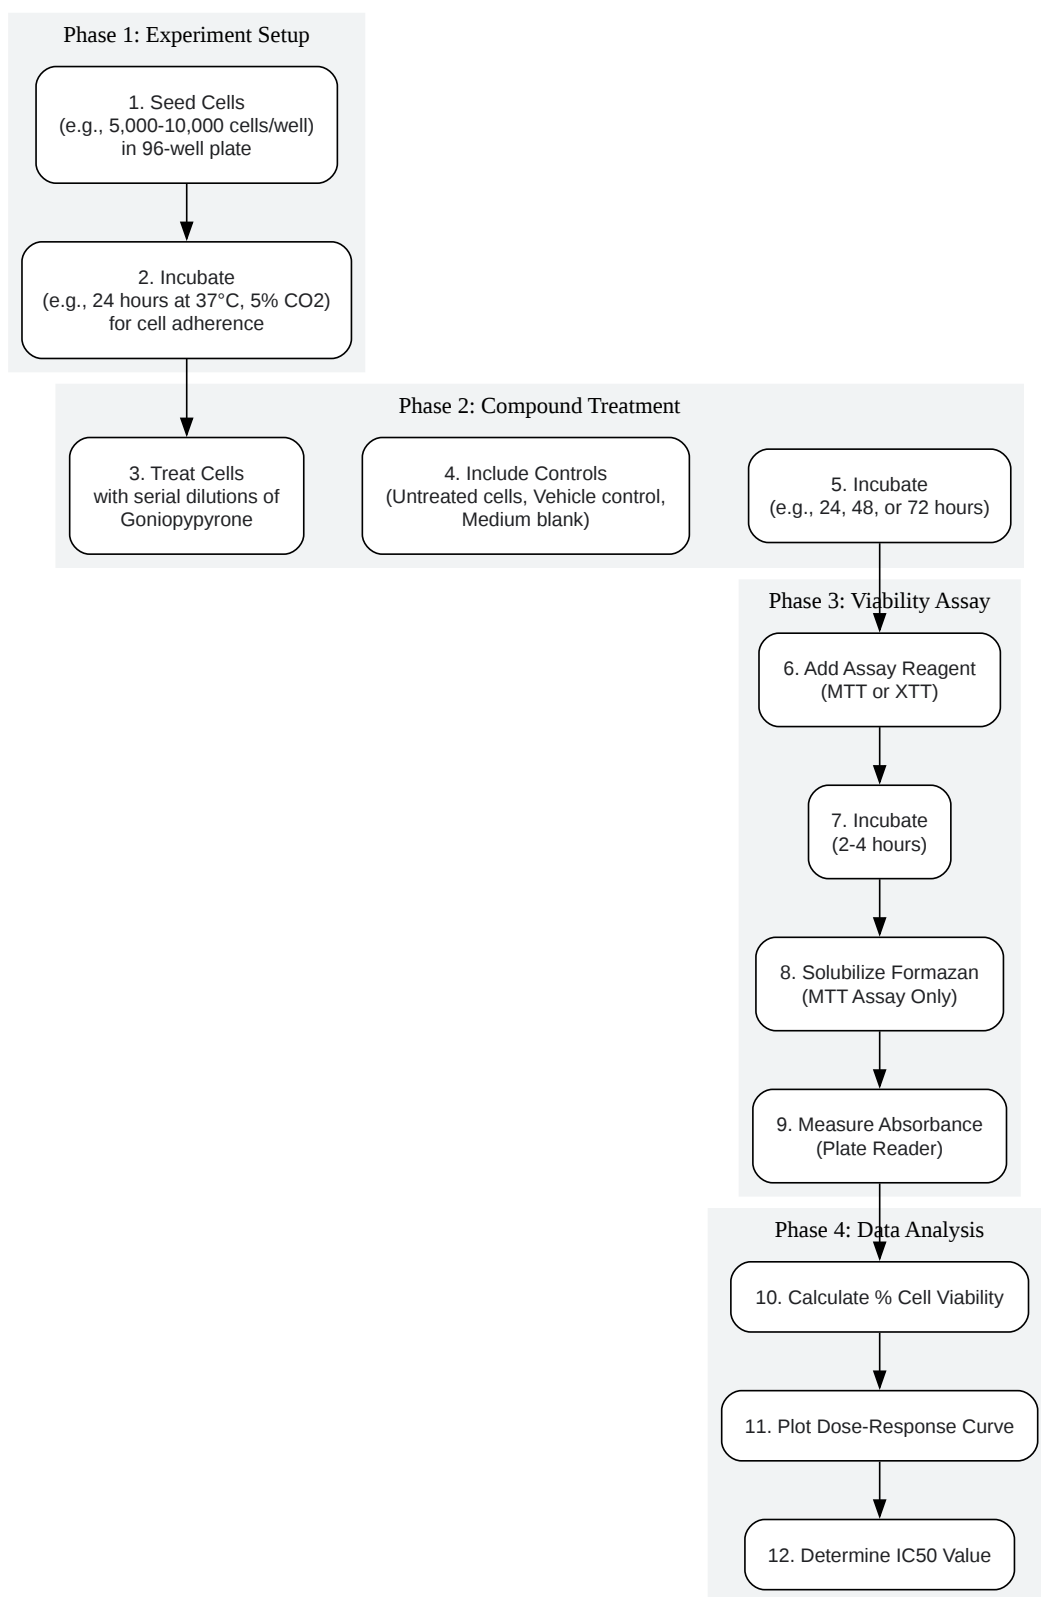 Phase 1: Experiment Setup
1. Seed Cells
(e.g., 5,000-10,000 cells/well)
in 96-well plate
2. Incubate
(e.g., 24 hours at 37°C, 5% CO2)
for cell adherence
Phase 2: Compound Treatment
3. Treat Cells
with serial dilutions of
Goniopypyrone
4. Include Controls
(Untreated cells, Vehicle control,
Medium blank)
5. Incubate
(e.g., 24, 48, or 72 hours)
Phase 3: Viability Assay
6. Add Assay Reagent
(MTT or XTT)
7. Incubate
(2-4 hours)
8. Solubilize Formazan
(MTT Assay Only)
9. Measure Absorbance
(Plate Reader)
Phase 4: Data Analysis
10. Calculate % Cell Viability
11. Plot Dose-Response Curve
12. Determine IC50 Value